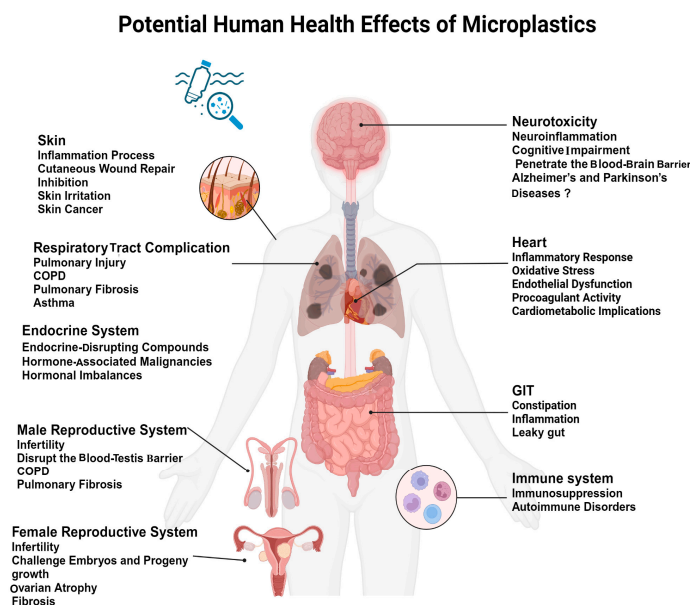 Potential Human Health Effects of Microplastics
Skin
Inflammation Process
Cutaneous Wound Repair
Inhibition
Skin Irritation
Skin Cancer
Respiratory Tract Complication
Pulmonary Injury
COPD
Pulmonary Fibrosis
Asthma
Endocrine System
Endocrine-Disrupting Compounds
Hormone-Associated Malignancies
Hormonal Imbalances
Male Reproductive System
Infertility
Disrupt the Blood-Testis Barrier
COPD
Pulmonary Fibrosis
Female Reproductive System
Infertility
Challenge Embryos and Progeny
growth
Ovarian Atrophy
Fibrosis
Neurotoxicity
Neuroinflammation
Cognitive Impairment
Penetrate the Blood-Brain Barrier
Alzheimer's and Parkinson's
Diseases ?
Heart
Inflammatory Response
Oxidative Stress
Endothelial Dysfunction
Procoagulant Activity
Cardiometabolic Implications
GIT
Constipation
Inflammation
Leaky gut
Immune system
Immunosuppression
Autoimmune Disorders